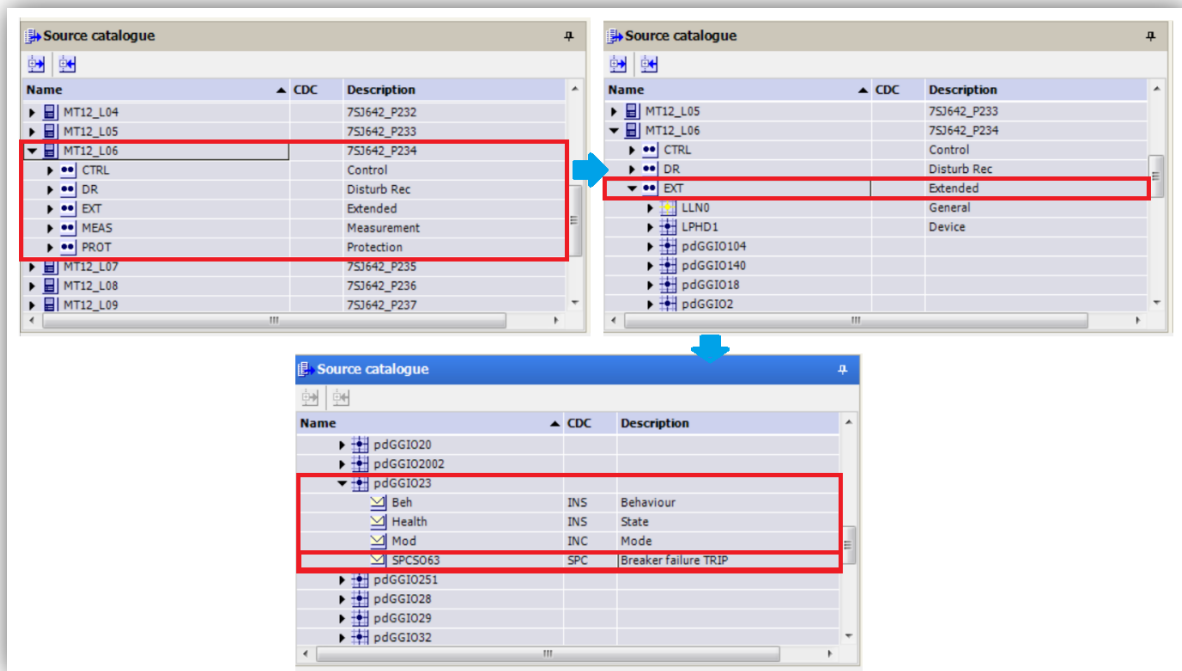 Source catalogue
Name CDC Description
MT12_L04 7SJ642_P232
MT12_L05 7SJ642_P233
MT12_L06 7SJ642_P234
CTRL Control
DR Disturb Rec
EXT Extended
MEAS Measurement
PROT Protection
MT12_L07 7SJ642_P235
MT12_L08 7SJ642_P236
MT12_L09 7SJ642_P237
Source catalogue
Name CDC Description
MT12_L05 7SJ642_P233
MT12_L06 7SJ642_P234
CTRL Control
DR Disturb Rec
EXT Extended
LLN0 General
LPHD1 Device
pdGGIO104
pdGGIO140
pdGGIO18
pdGGIO2
Source catalogue
Name CDC Description
pdGGIO20
pdGGIO2002
pdGGIO23
Beh INS Behaviour
Health INS State
Mod INC Mode
SPCSO63 SPC Breaker failure TRIP
pdGGIO251
pdGGIO28
pdGGIO29
pdGGIO32